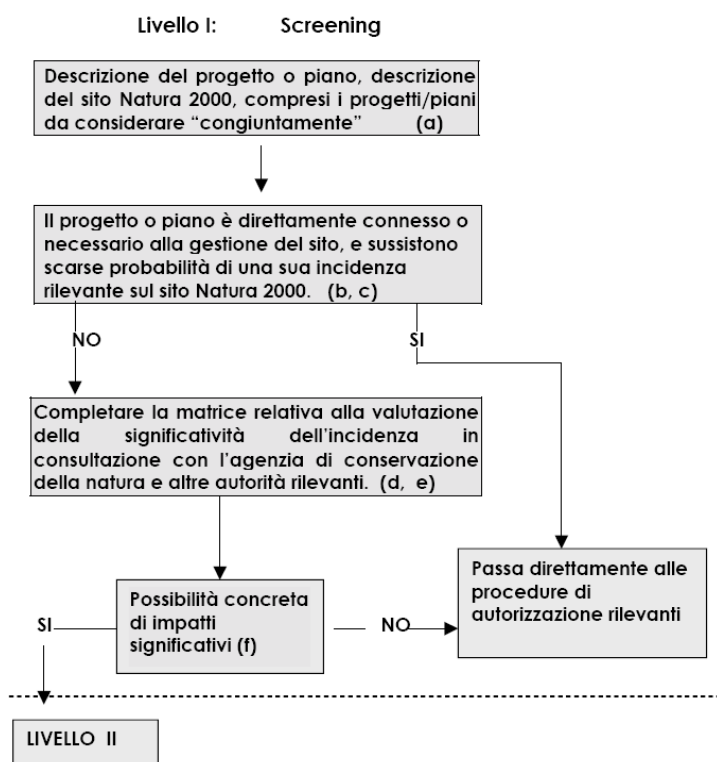 Livello I: Screening
Descrizione del progetto o piano, descrizione
del sito Natura 2000, compresi i progetti/piani
da considerare “congiuntamente” (a)
Il progetto o piano è direttamente connesso o
necessario alla gestione del sito, e sussistono
scarse probabilità di una sua incidenza
rilevante sul sito Natura 2000. (b, c)
NO
SI
Completare la matrice relativa alla valutazione
della significatività dell’incidenza in
consultazione con l’agenzia di conservazione
della natura e altre autorità rilevanti. (d, e)
Possibilità concreta
di impatti
significativi (f)
SI
NO
Passa direttamente alle
procedure di
autorizzazione rilevanti
LIVELLO II